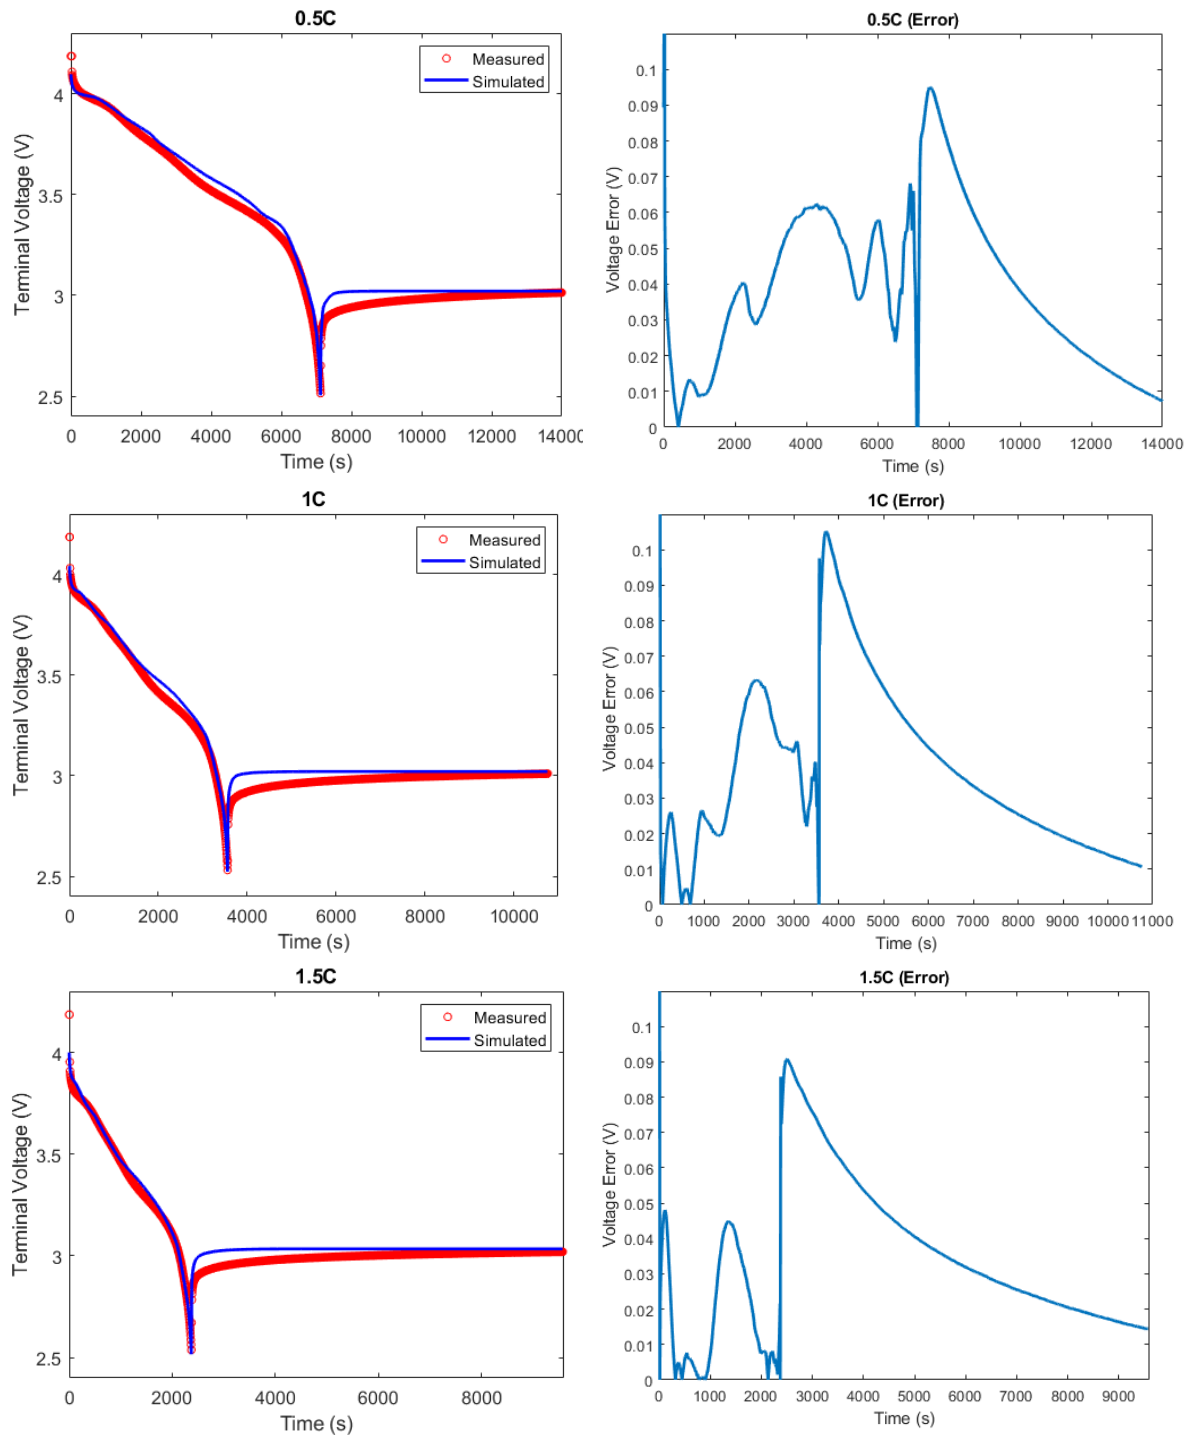 0.5C
Terminal Voltage (V)
4
3.5
3
2.5
Measured
Simulated
0 2000 4000 6000 8000 10000 12000 14000
Time (s)
0.5C (Error)
Voltage Error (V)
0.1
0.09
0.08
0.07
0.06
0.05
0.04
0.03
0.02
0.01
0
0 2000 4000 6000 8000 10000 12000 14000
Time (s)
1C
Terminal Voltage (V)
4
3.5
3
2.5
Measured
Simulated
0 2000 4000 6000 8000 10000
Time (s)
1C (Error)
Voltage Error (V)
0.1
0.09
0.08
0.07
0.06
0.05
0.04
0.03
0.02
0.01
0
0 1000 2000 3000 4000 5000 6000 7000 8000 9000 10000 11000
Time (s)
1.5C
Terminal Voltage (V)
4
3.5
3
2.5
Measured
Simulated
0 2000 4000 6000 8000
Time (s)
1.5C (Error)
Voltage Error (V)
0.1
0.09
0.08
0.07
0.06
0.05
0.04
0.03
0.02
0.01
0
0 1000 2000 3000 4000 5000 6000 7000 8000 9000
Time (s)